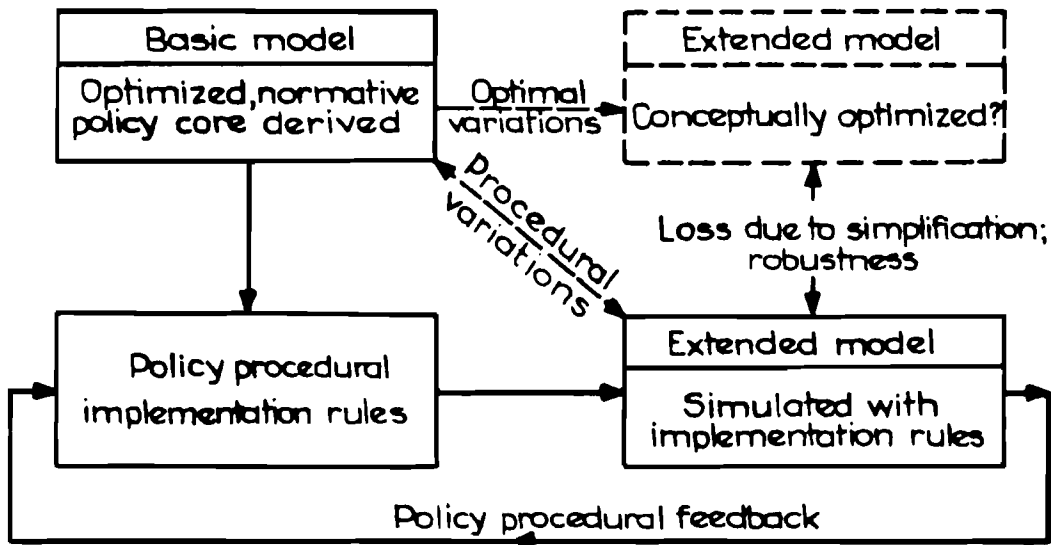 Basic model
Optimized,normative
policy core derived
Optimal
variations
Extended model
Conceptually optimized?
Procedural
variations
Loss due to simplification;
robustness
Policy procedural
implementation rules
Extended model
Simulated with
implementation rules
Policy procedural feedback